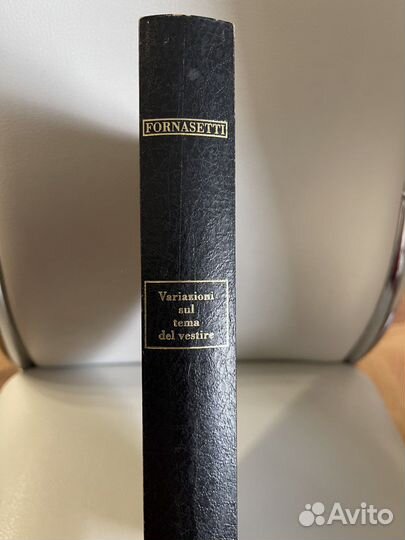 FORNASETTI
Variazioni
sul
tema
del vestire
Avito